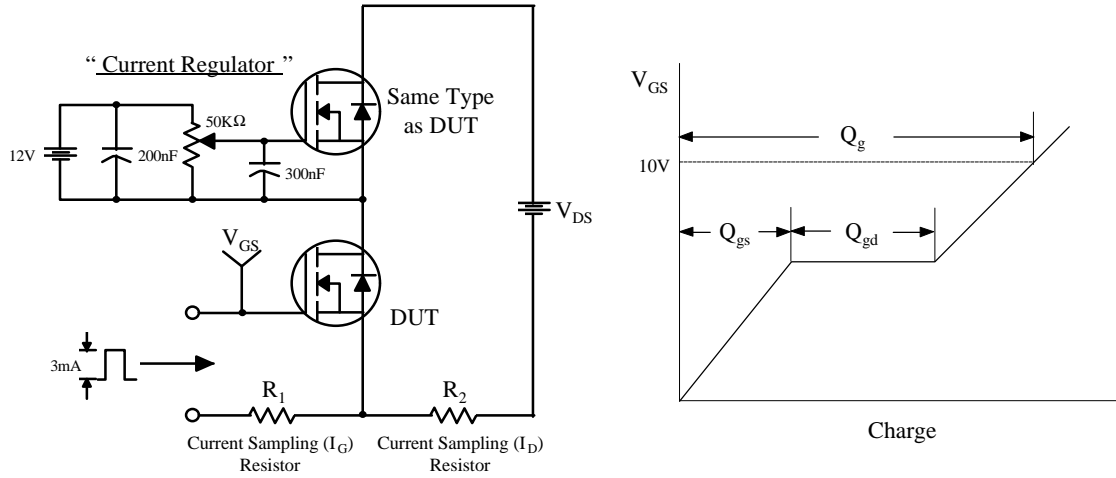 “ Current Regulator ”
50KΩ
12V
200nF
300nF
Same Type
as DUT
V_DS
V_GS
DUT
3mA
R_1
R_2
Current Sampling (I_G)
Resistor
Current Sampling (I_D)
Resistor
V_GS
10V
Q_g
Q_gs
Q_gd
Charge